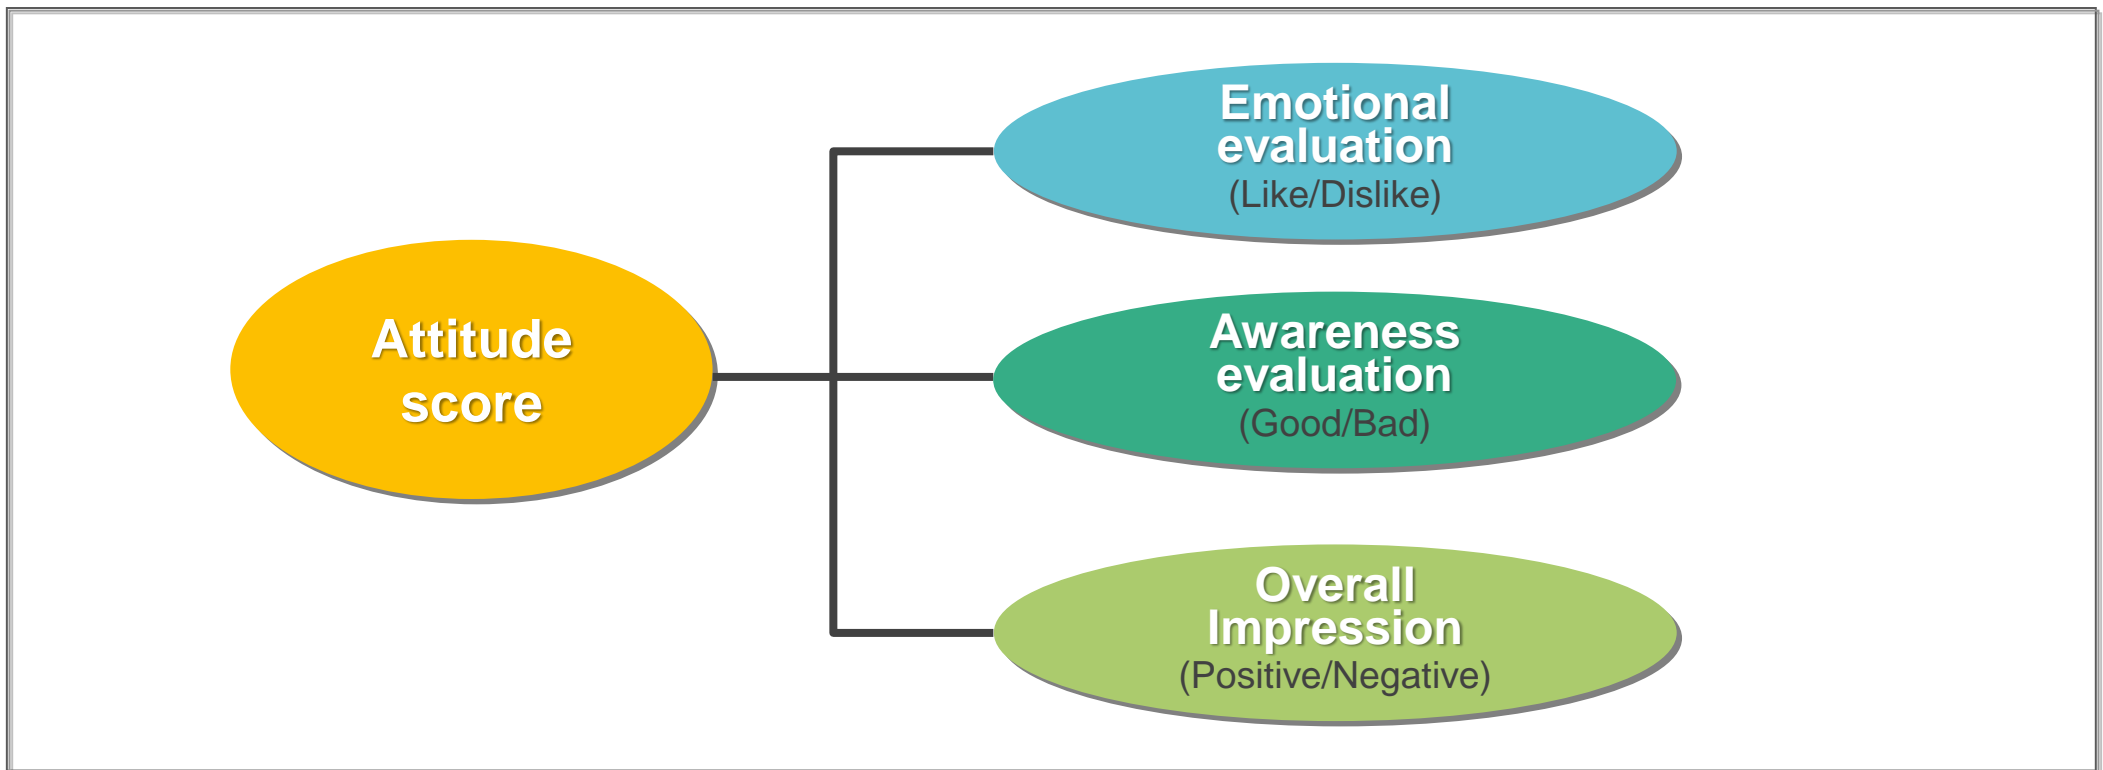 Attitude
score
Emotional
evaluation
(Like/Dislike)
Awareness
evaluation
(Good/Bad)
Overall
Impression
(Positive/Negative)